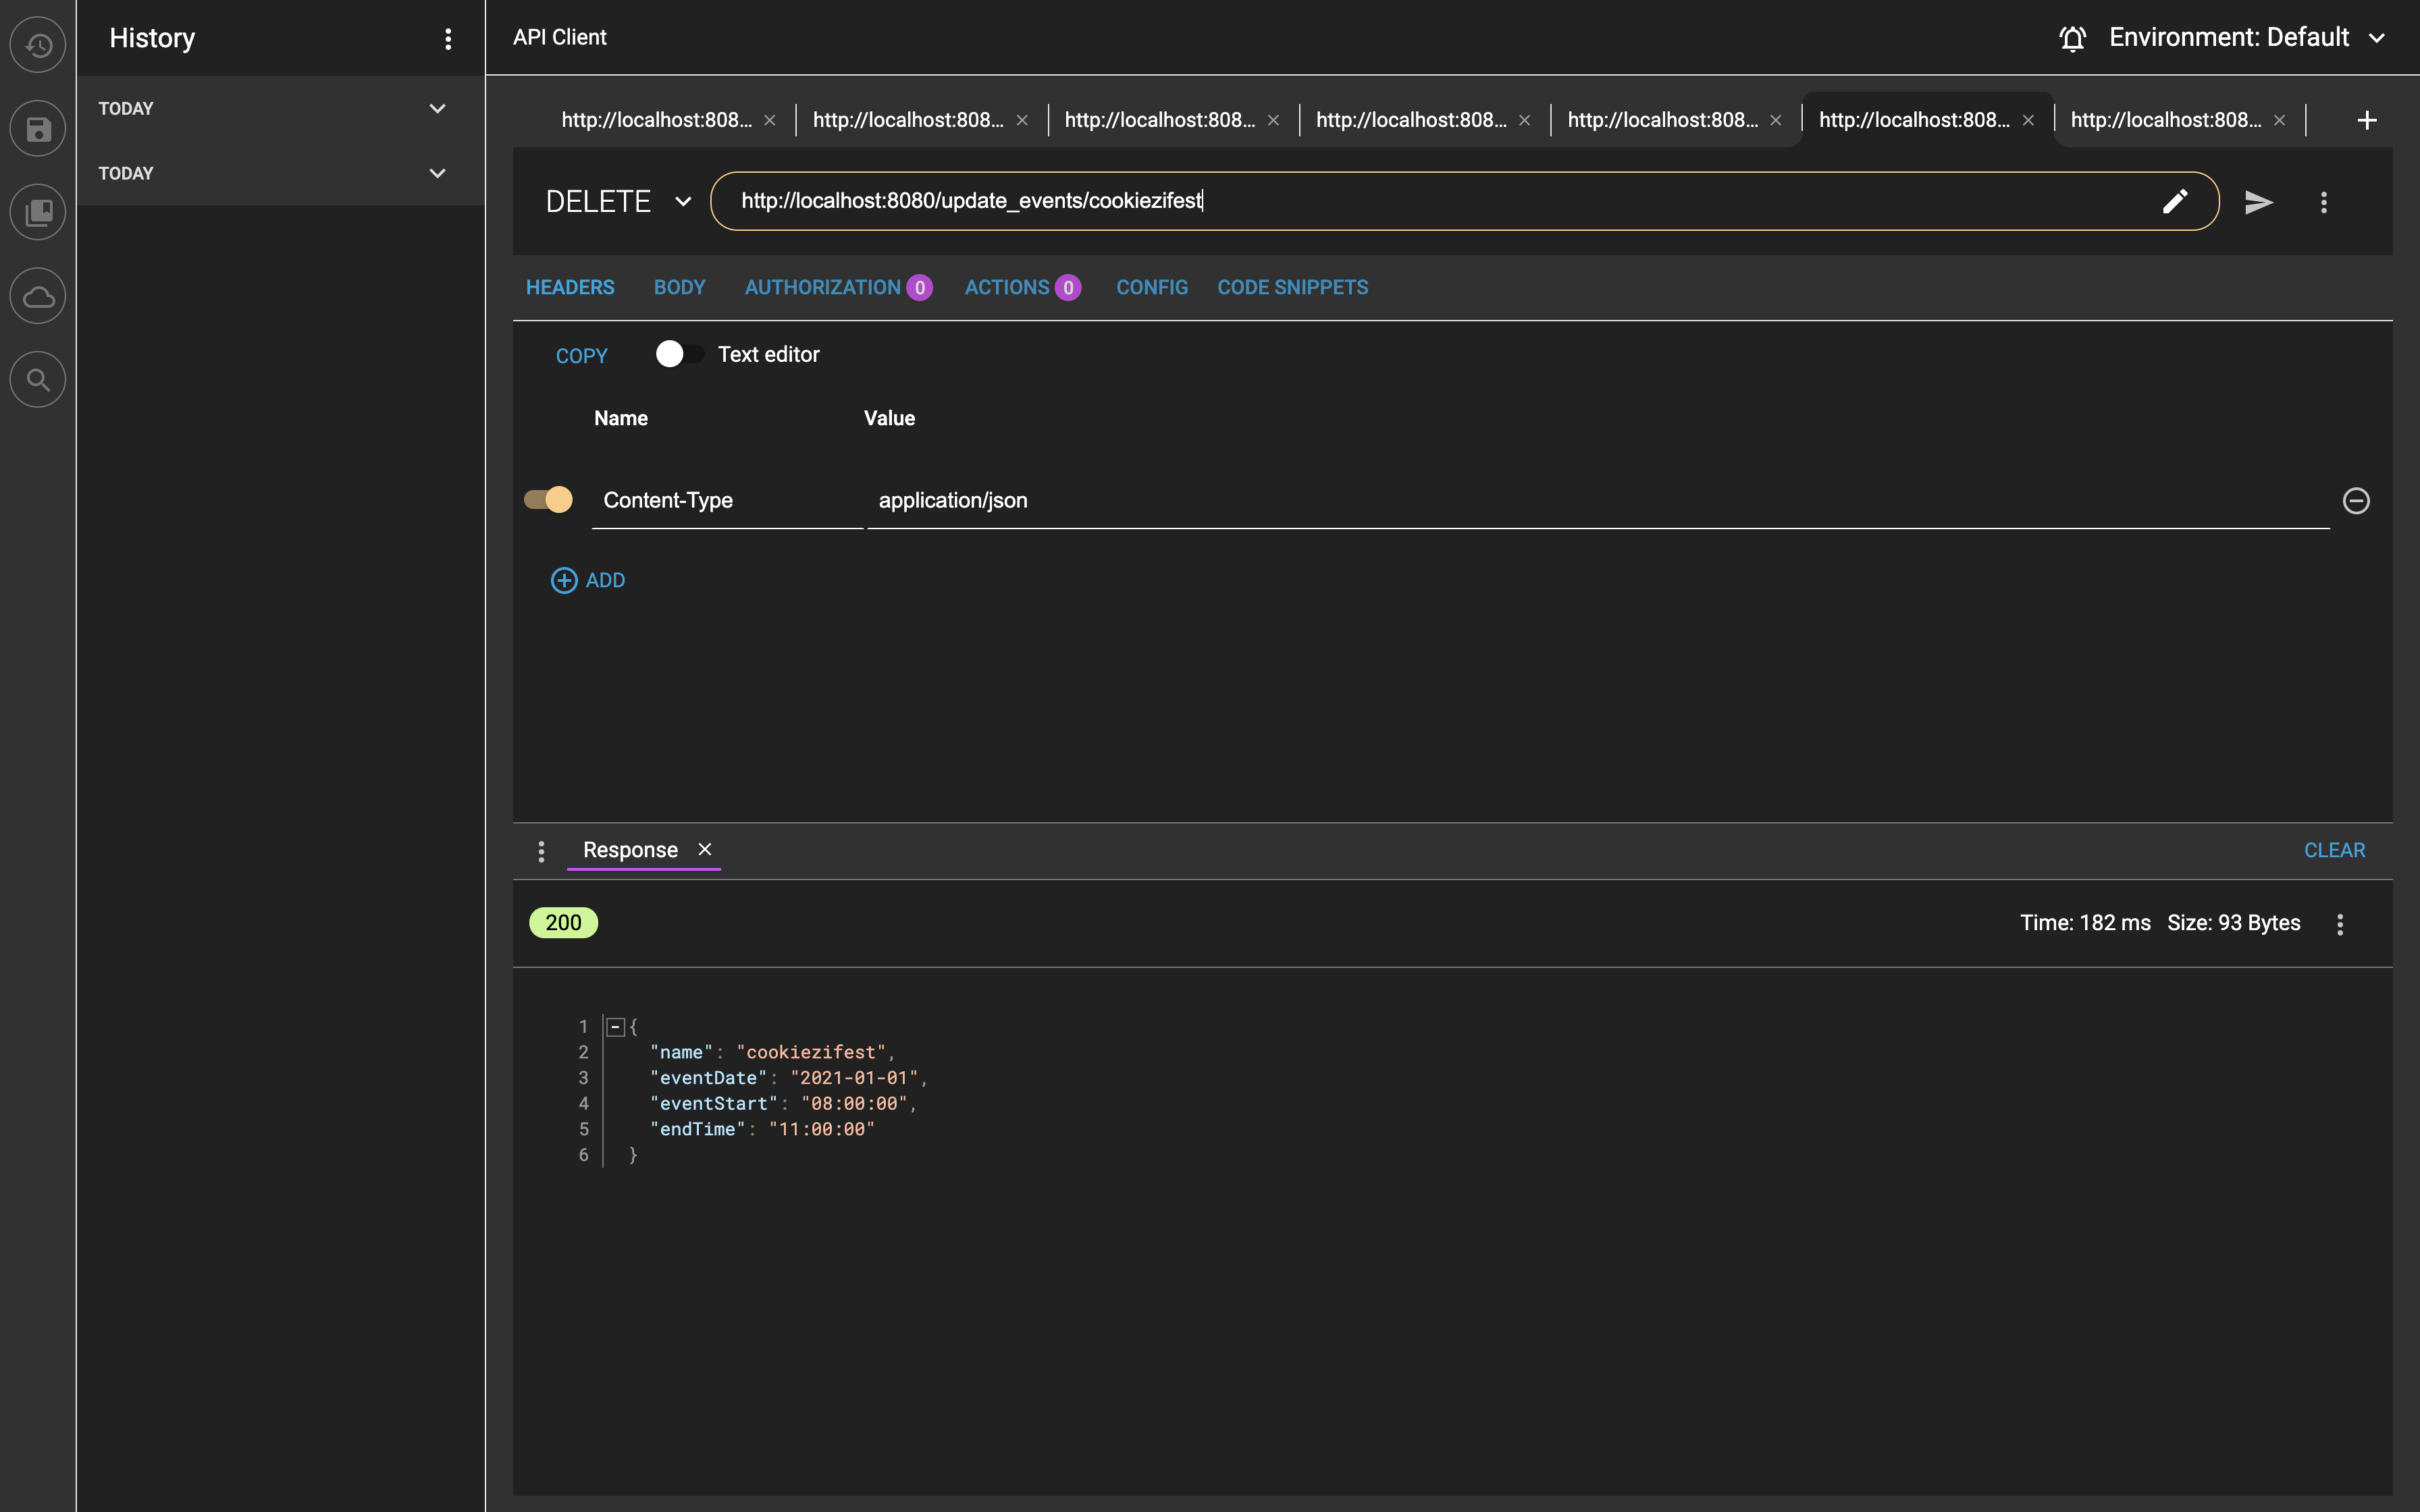 History
TODAY
TODAY
API Client
Environment: Default
http://localhost:808...
http://localhost:808...
http://localhost:808...
http://localhost:808...
http://localhost:808...
http://localhost:808...
http://localhost:808...
DELETE
http://localhost:8080/update_events/cookiezifest
HEADERS
BODY
AUTHORIZATION 0
ACTIONS 0
CONFIG
CODE SNIPPETS
COPY
Text editor
Name
Value
Content-Type
application/json
ADD
Response
CLEAR
200
Time: 182 ms
Size: 93 Bytes
1 {
2 "name": "cookiezifest",
3 "eventDate": "2021-01-01",
4 "eventStart": "08:00:00",
5 "endTime": "11:00:00"
6 }